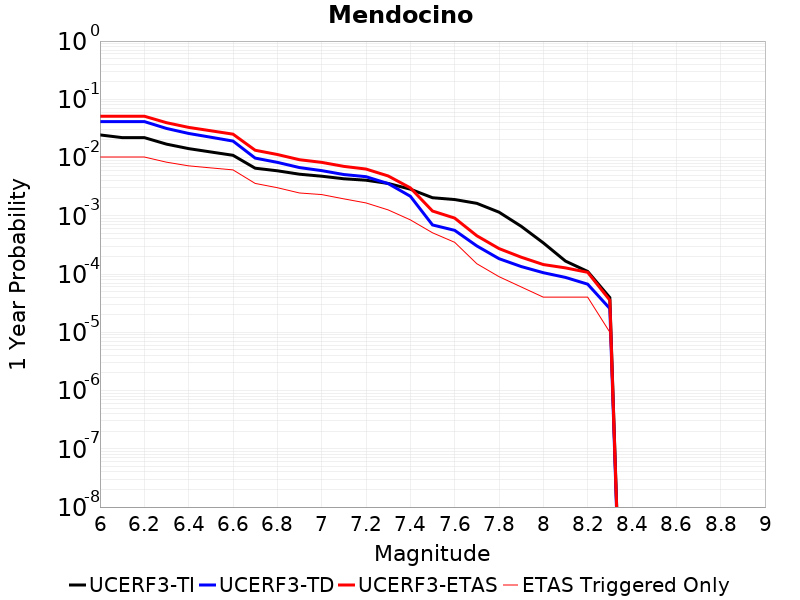 Mendocino
10^0
10^-1
10^-2
10^-3
10^-4
10^-5
10^-6
10^-7
10^-8
1 Year Probability
6 6.2 6.4 6.6 6.8 7 7.2 7.4 7.6 7.8 8 8.2 8.4 8.6 8.8 9
Magnitude
UCERF3-TI UCERF3-TD UCERF3-ETAS ETAS Triggered Only